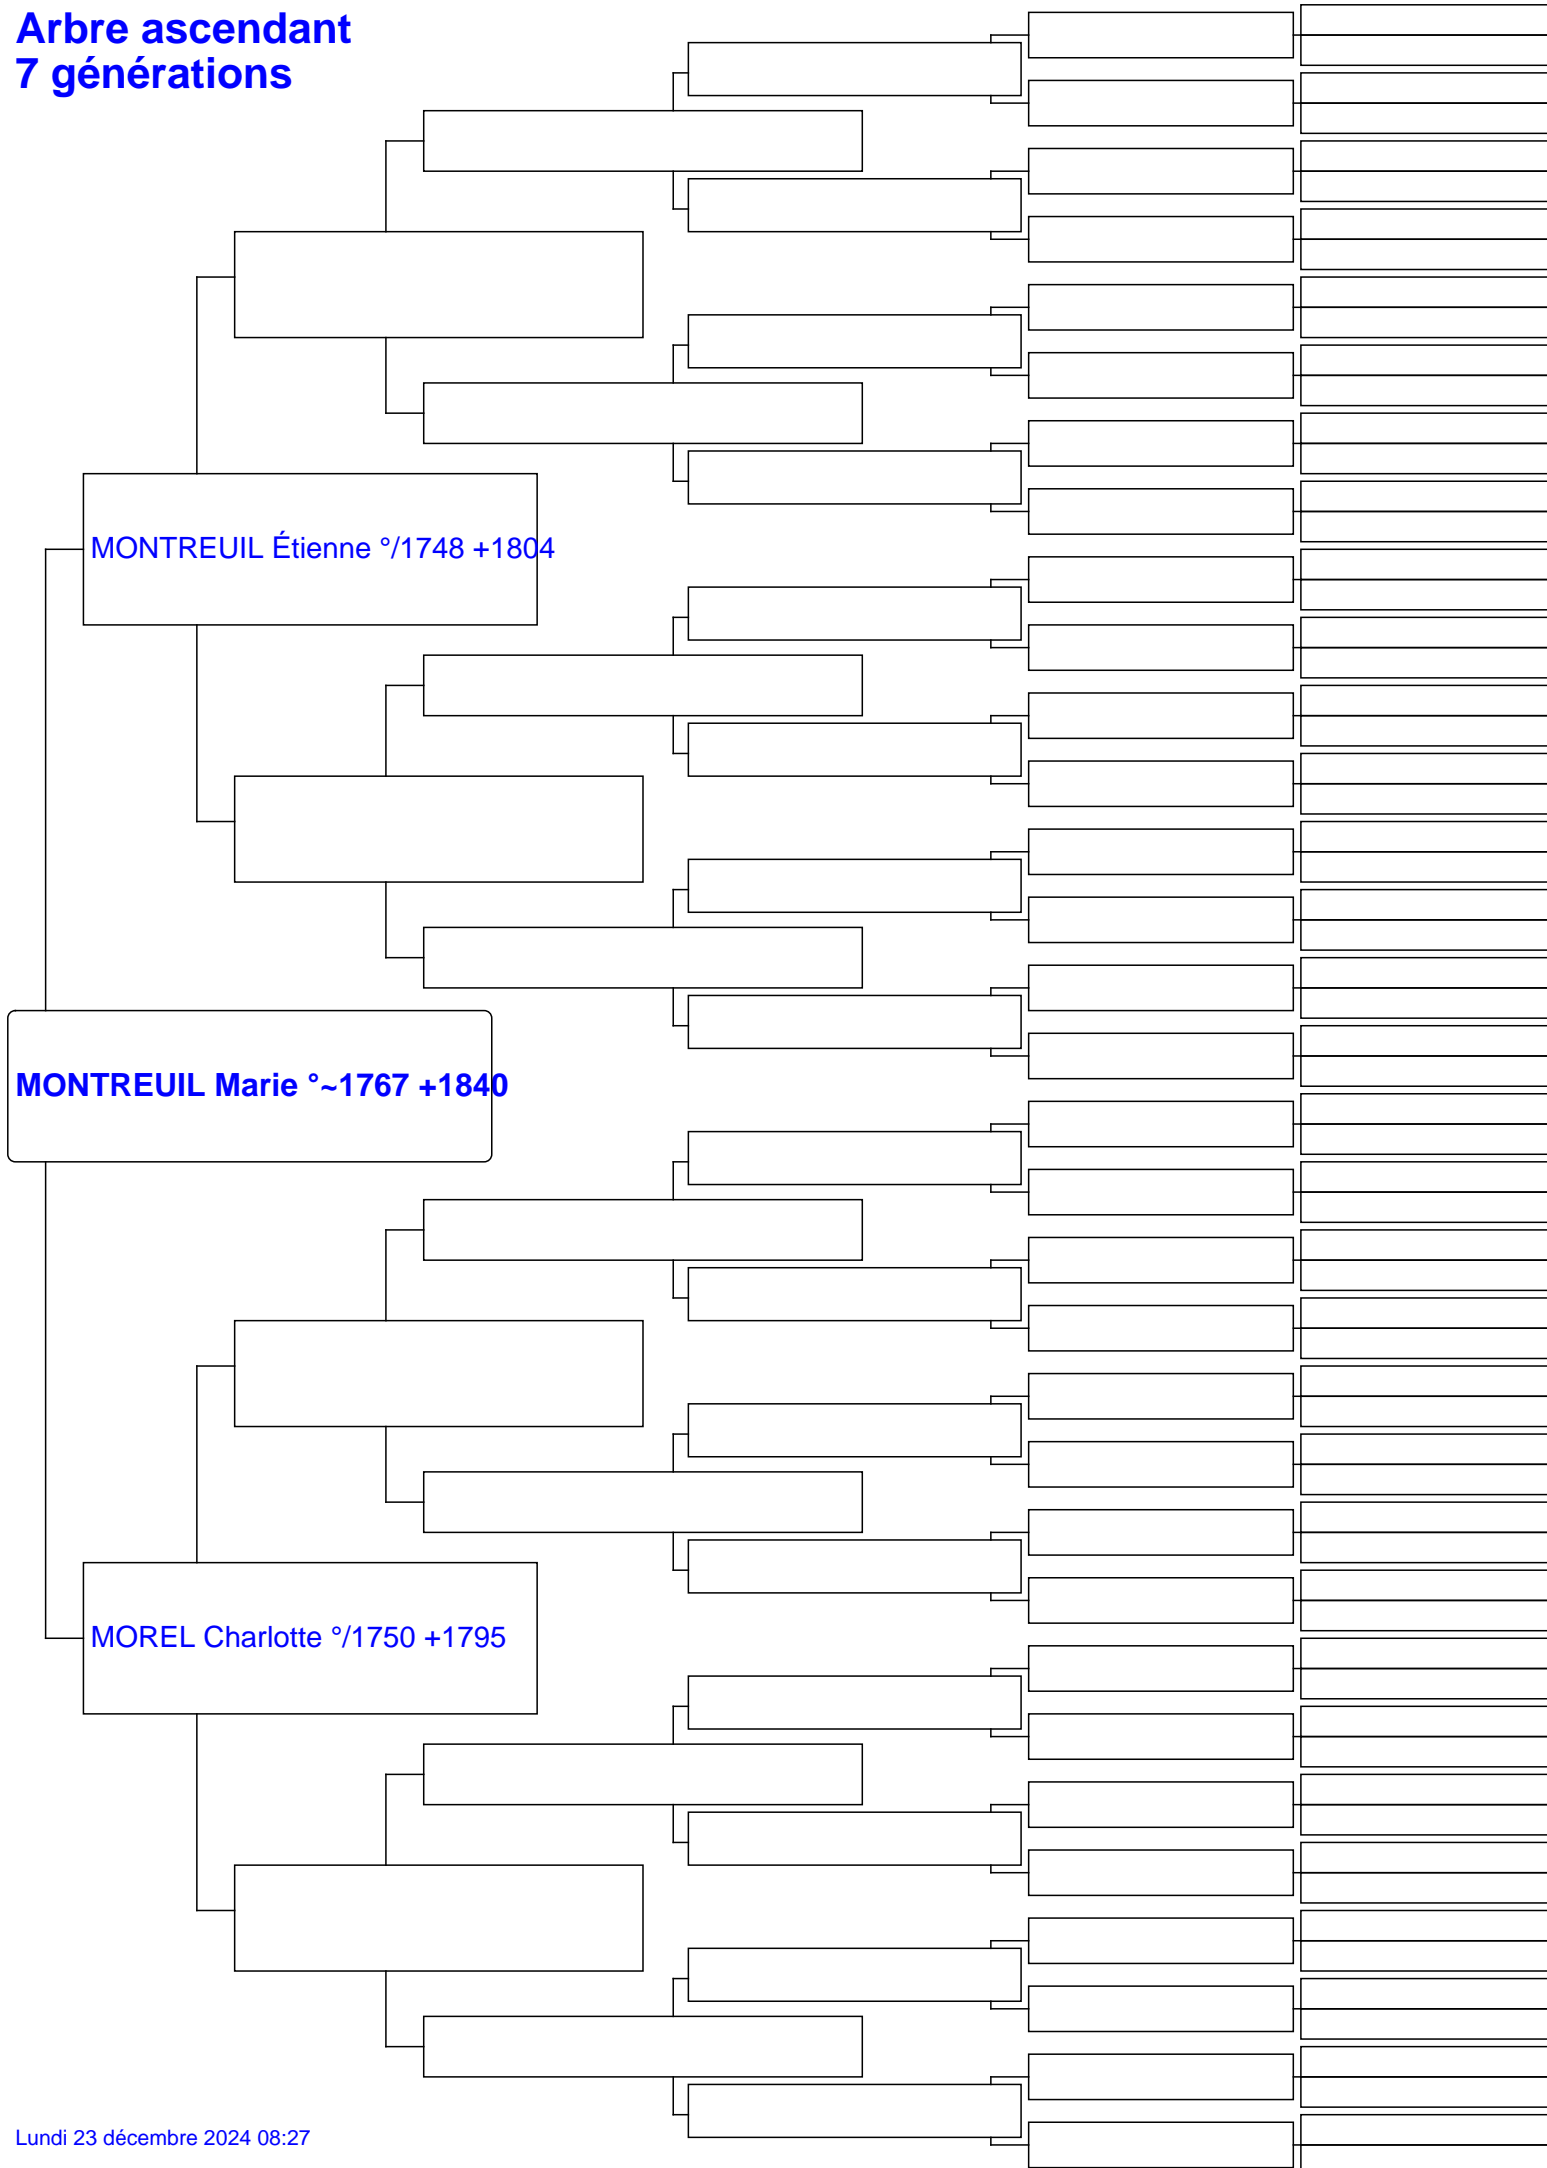 Arbre ascendant
7 générations
MONTREUIL Étienne °/1748 +1804
MONTREUIL Marie °~1767 +1840
MOREL Charlotte °/1750 +1795
Lundi 23 décembre 2024 08:27